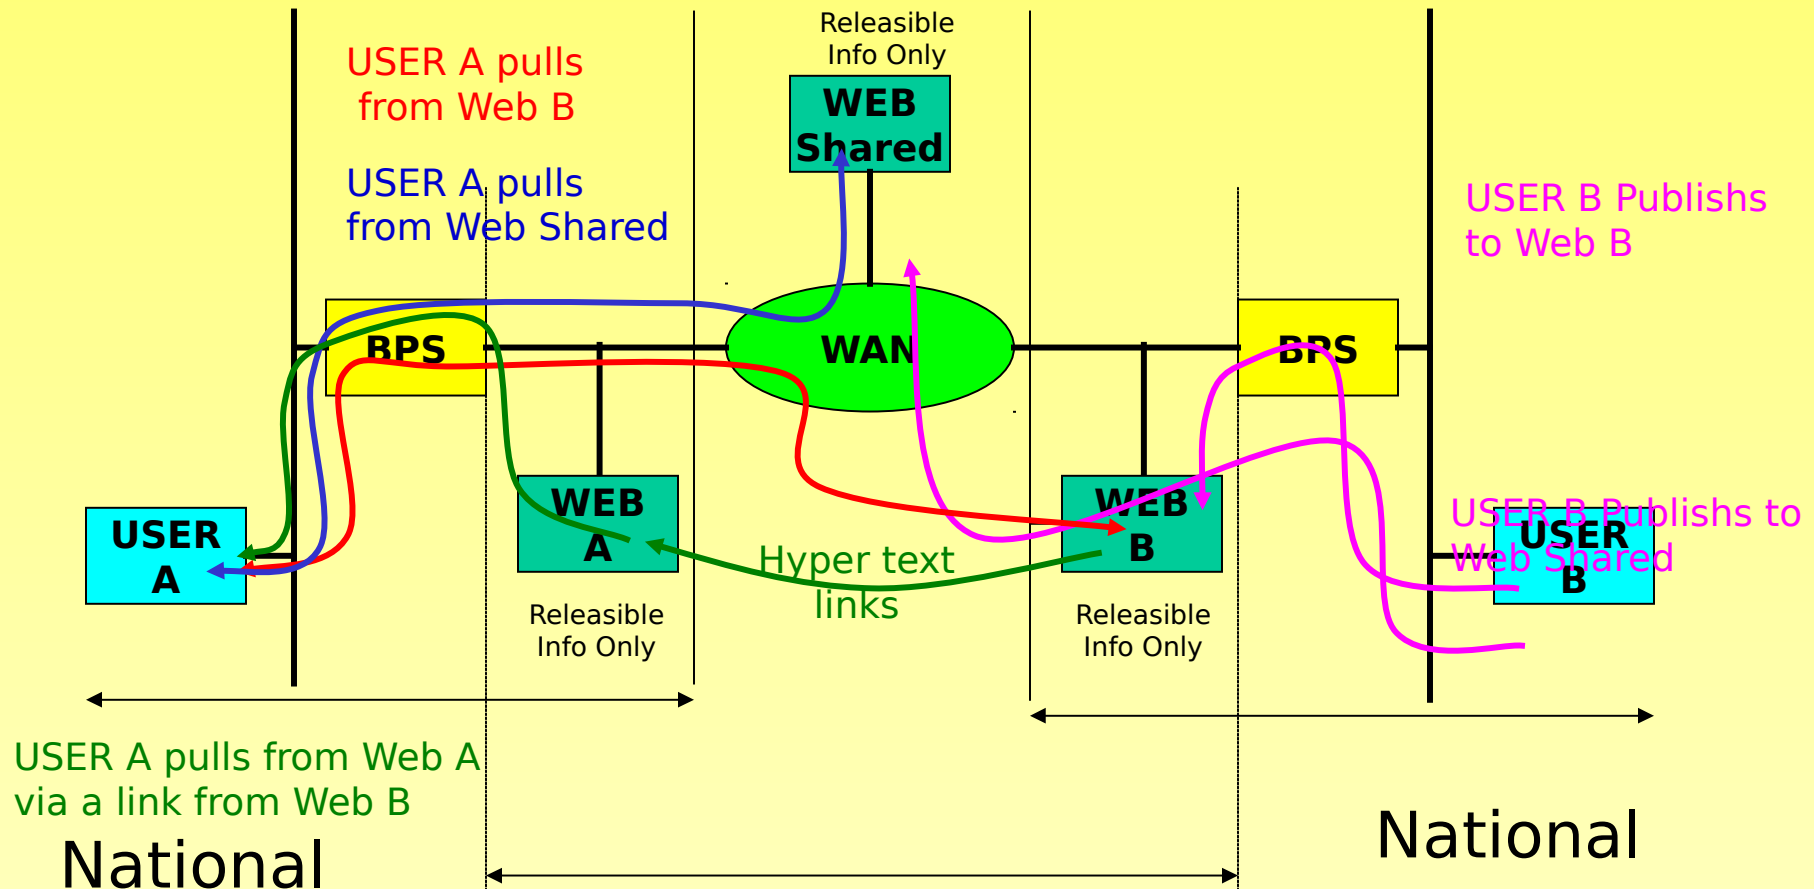 Releasible
Info Only
USER A pulls
from Web B
WEB
Shared
USER A pulls
from Web Shared
USER B Publishs
to Web B
BPS
WAN
BPS
WEB
A
WEB
B
USER
A
USER B Publishs to
Web Shared
USER
B
Hyper text
links
Releasible
Info Only
Releasible
Info Only
USER A pulls from Web A
via a link from Web B
National
National